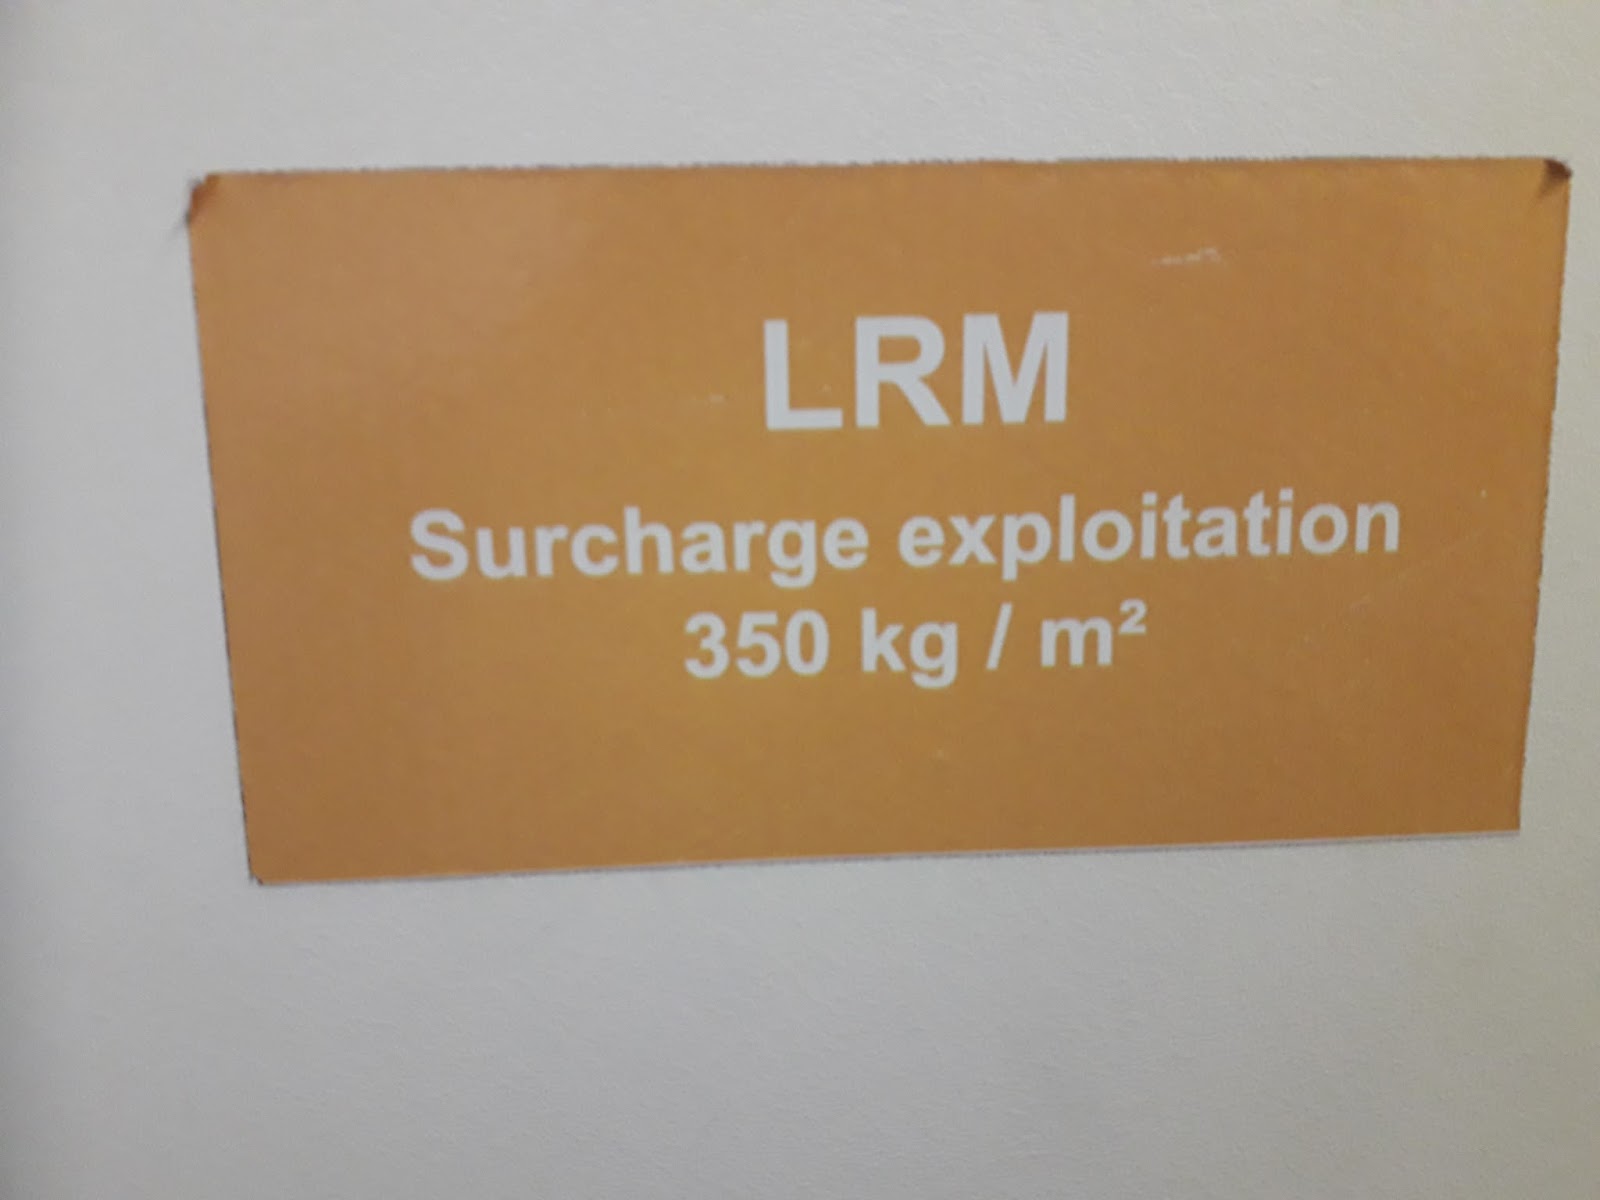 LRM
Surcharge exploitation
350 kg / m²